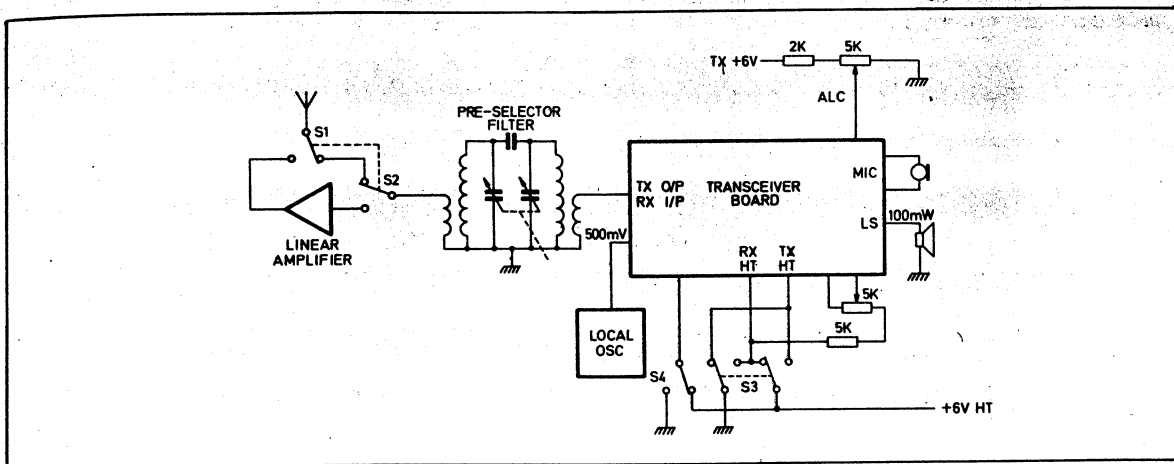 TX +6V
2K
5K
ALC
S1
PRE-SELECTOR
FILTER
S2
LINEAR
AMPLIFIER
TX O/P
RX I/P
TRANSCEIVER
BOARD
MIC
LS
100mW
500mV
RX
HT
TX
HT
5K
5K
LOCAL
OSC
S4
S3
+6V HT